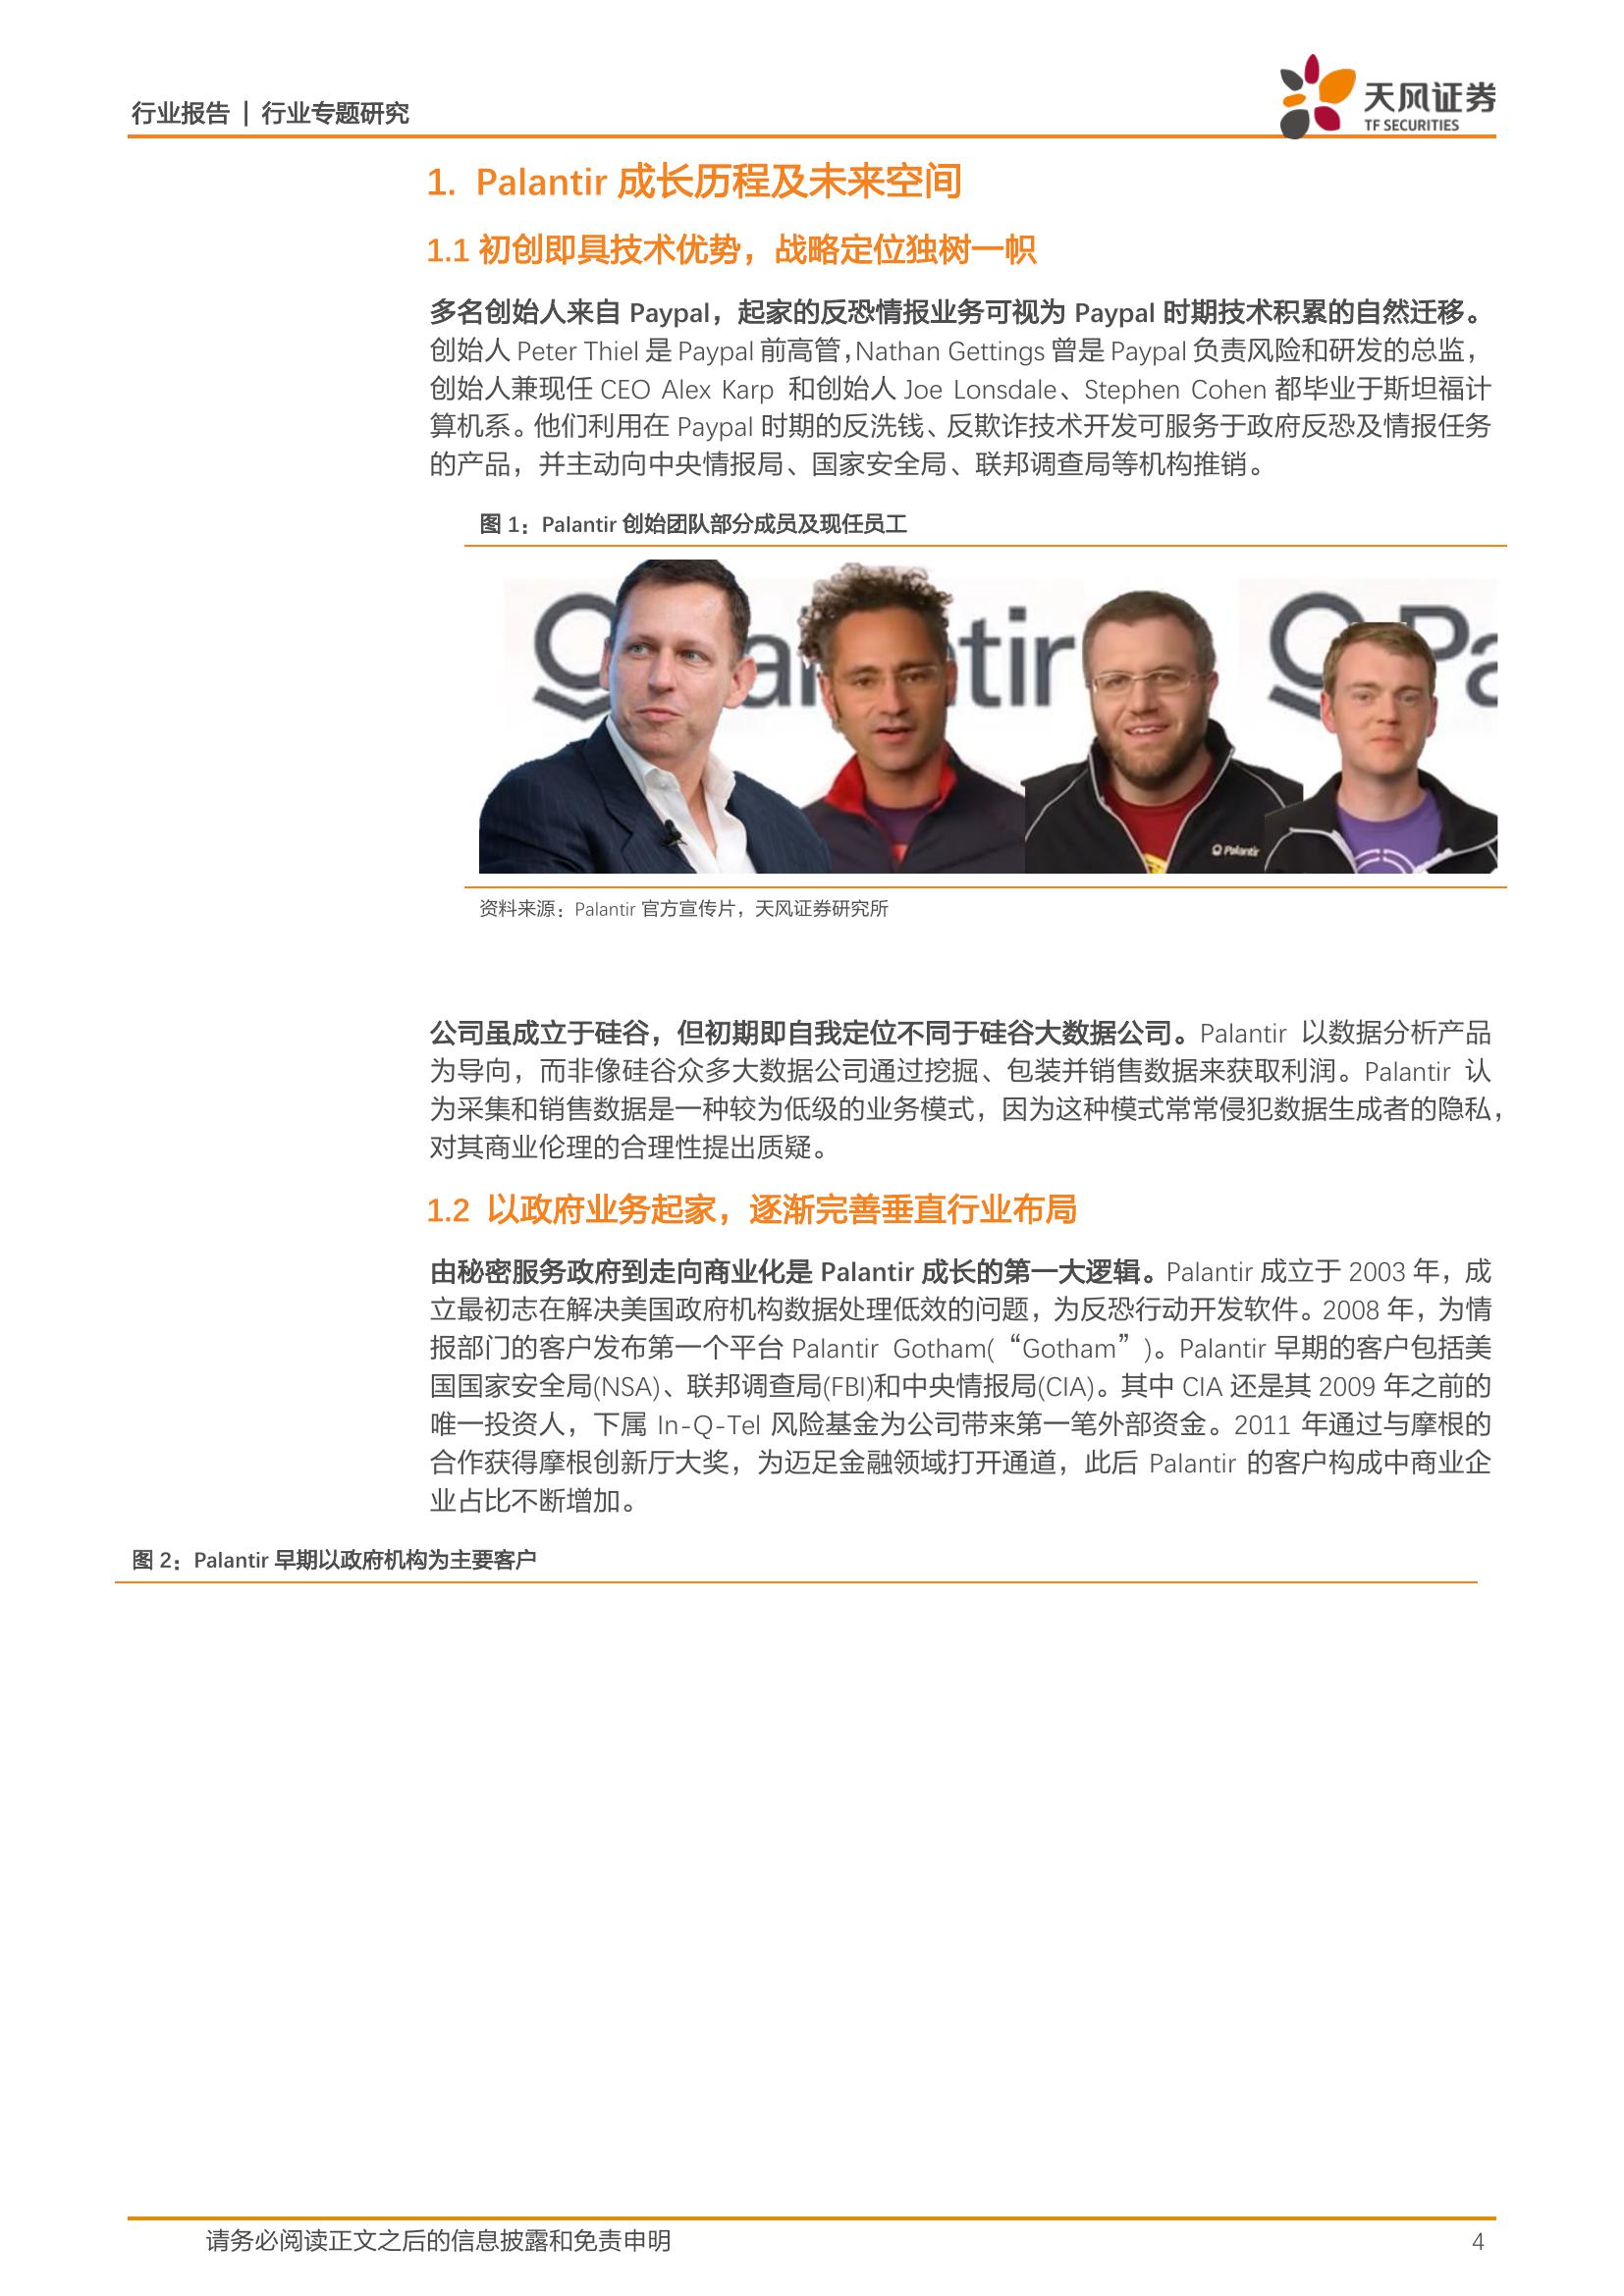 行业报告 | 行业专题研究
天风证券
TF SECURITIES
1. Palantir 成长历程及未来空间
1.1 初创即具技术优势，战略定位独树一帜
多名创始人来自 Paypal，起家的反恐情报业务可视为 Paypal 时期技术积累的自然迁移。
创始人 Peter Thiel 是 Paypal 前高管，Nathan Gettings 曾是 Paypal 负责风险和研发的总监，
创始人兼现任 CEO Alex Karp 和创始人 Joe Lonsdale、Stephen Cohen 都毕业于斯坦福计
算机系。他们利用在 Paypal 时期的反洗钱、反欺诈技术开发可服务于政府反恐及情报任务
的产品，并主动向中央情报局、国家安全局、联邦调查局等机构推销。
图 1：Palantir 创始团队部分成员及现任员工
al tir Pa
Palantir
资料来源：Palantir 官方宣传片，天风证券研究所
公司虽成立于硅谷，但初期即自我定位不同于硅谷大数据公司。Palantir 以数据分析产品
为导向，而非像硅谷众多大数据公司通过挖掘、包装并销售数据来获取利润。Palantir 认
为采集和销售数据是一种较为低级的业务模式，因为这种模式常常侵犯数据生成者的隐私，
对其商业伦理的合理性提出质疑。
1.2 以政府业务起家，逐渐完善垂直行业布局
由秘密服务政府到走向商业化是 Palantir 成长的第一大逻辑。Palantir 成立于 2003 年，成
立最初志在解决美国政府机构数据处理低效的问题，为反恐行动开发软件。2008 年，为情
报部门的客户发布第一个平台 Palantir Gotham(“Gotham”)。Palantir 早期的客户包括美
国国家安全局(NSA)、联邦调查局(FBI)和中央情报局(CIA)。其中 CIA 还是其 2009 年之前的
唯一投资人，下属 In-Q-Tel 风险基金为公司带来第一笔外部资金。2011 年通过与摩根的
合作获得摩根创新厅大奖，为迈足金融领域打开通道，此后 Palantir 的客户构成中商业企
业占比不断增加。
图 2：Palantir 早期以政府机构为主要客户
请务必阅读正文之后的信息披露和免责申明
4